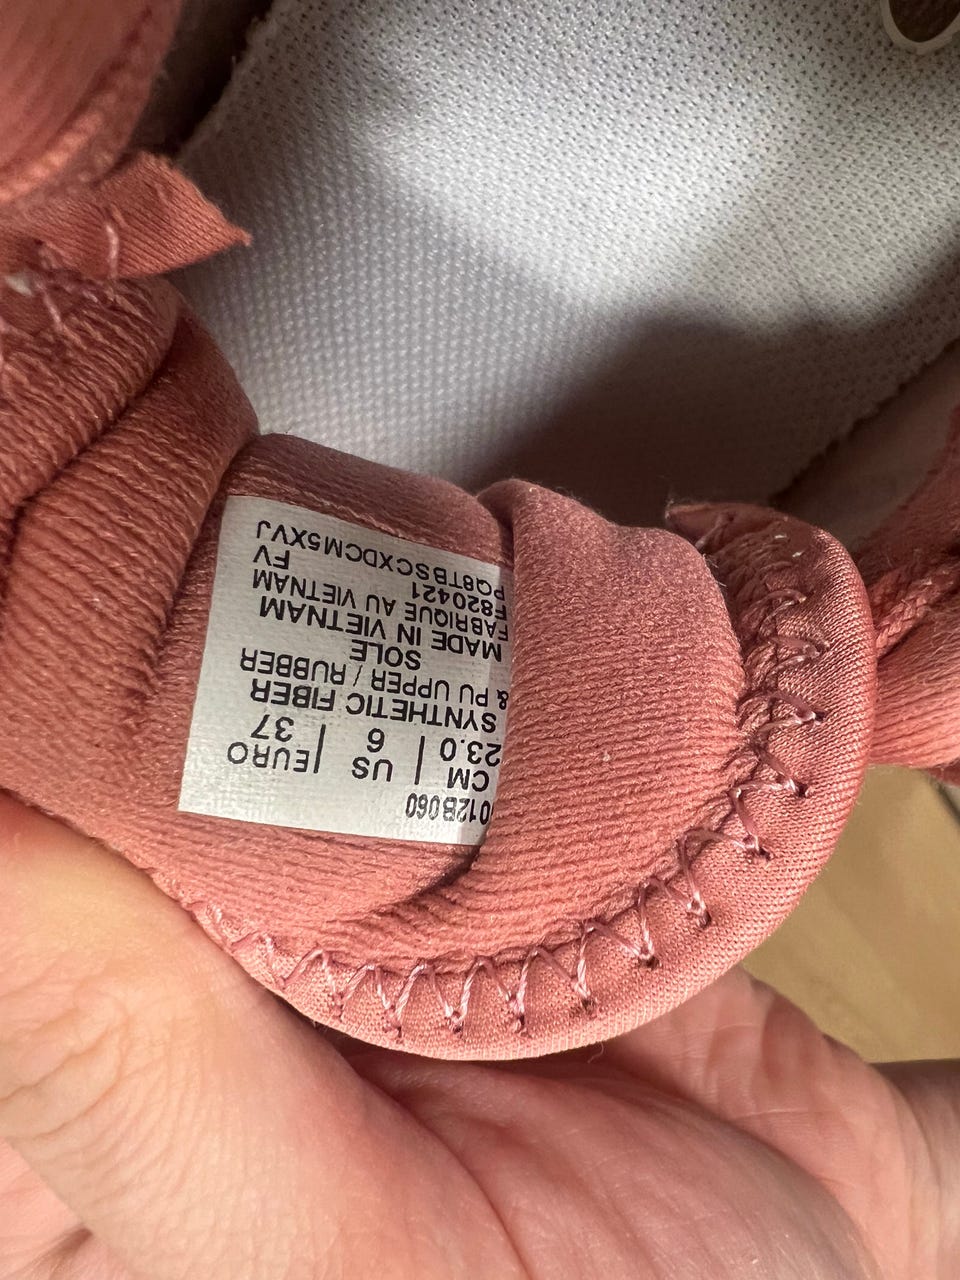 012B060
CM | US | EURO
23.0 | 6 | 37
SYNTHETIC FIBER
& PU UPPER / RUBBER
SOLE
MADE IN VIETNAM
FABRIQUE AU VIETNAM
F820421 FV
PQ8TBSCXDCM5XVJ